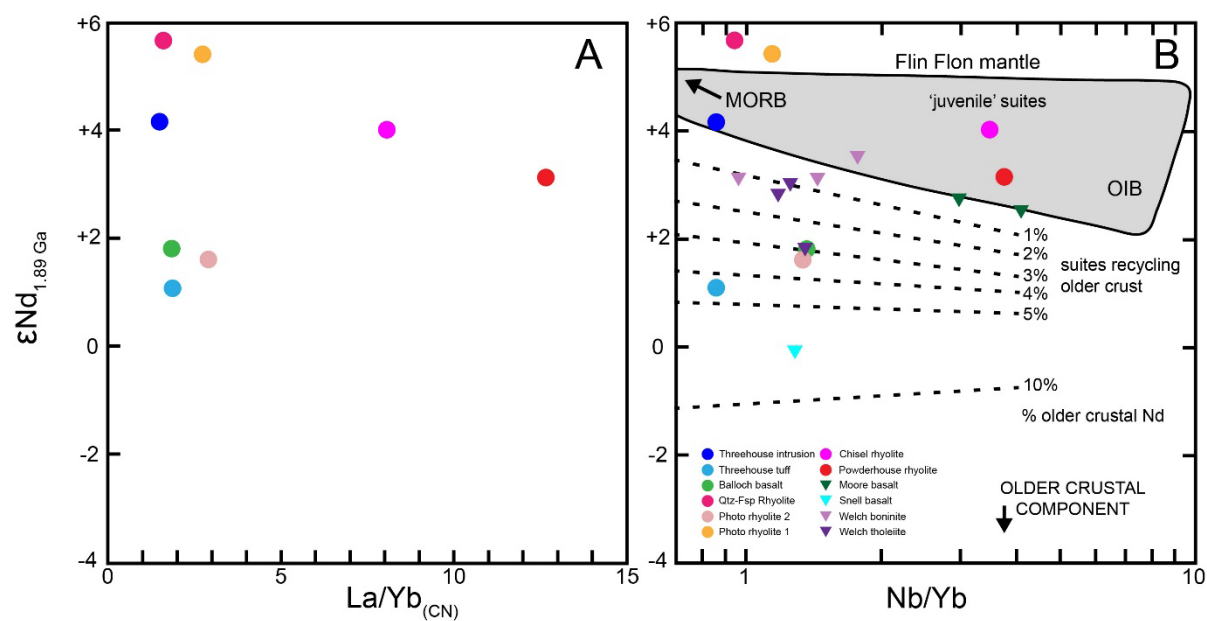 A
+6
+4
+2
0
-2
-4
0
5
10
15
εNd1.89 Ga
La/Yb(CN)
B
+6
+4
+2
0
-2
-4
1
10
Nb/Yb
Flin Flon mantle
MORB
'juvenile' suites
OIB
1%
2%
3%
4%
5%
suites recycling
older crust
10%
% older crustal Nd
Threehouse intrusion
Threehouse tuff
Balloch basalt
Qtz-Fsp Rhyolite
Photo rhyolite 2
Photo rhyolite 1
Chisel rhyolite
Powderhouse rhyolite
Moore basalt
Snell basalt
Welch boninite
Welch tholeiite
OLDER CRUSTAL
COMPONENT